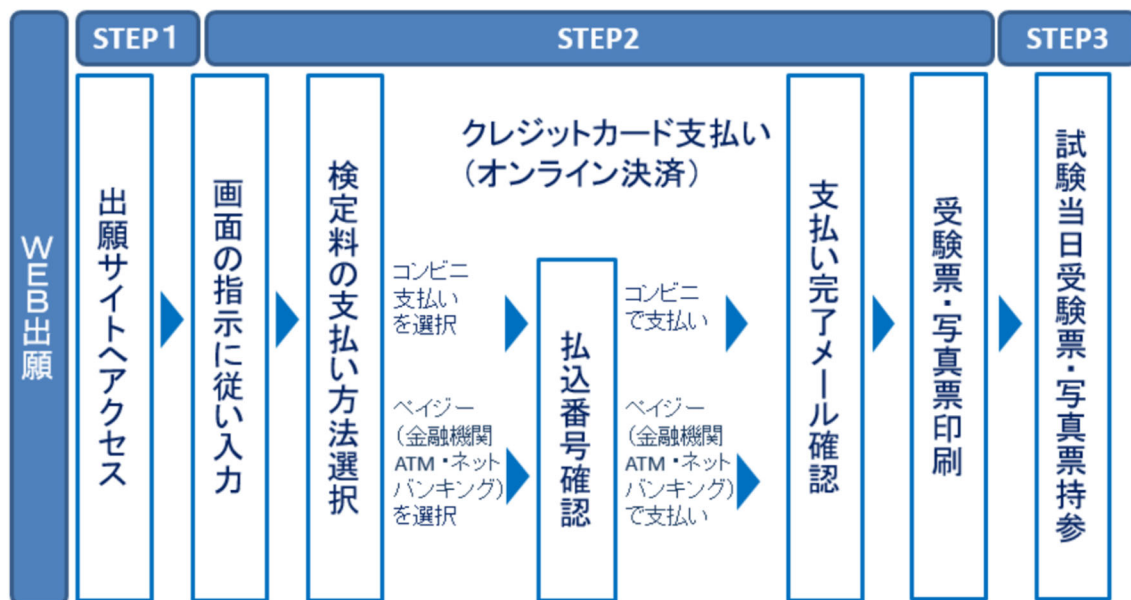 WEB出願
STEP1
STEP2
STEP3
出願サイトへアクセス
画面の指示に従い入力
検定料の支払い方法選択
クレジットカード支払い
（オンライン決済）
コンビニ
支払い
を選択
ペイジー
（金融機関
ATM・ネット
バンキング）
を選択
払込番号確認
コンビニ
で支払い
ペイジー
（金融機関
ATM・ネット
バンキング）
で支払い
支払い完了メール確認
受験票・写真票印刷
試験当日受験票・写真票持参